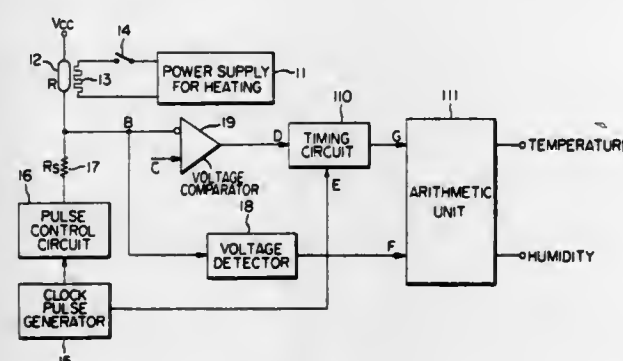 Vcc
12
R
13
14
POWER SUPPLY
FOR HEATING
11
B
19
D
C
VOLTAGE
COMPARATOR
110
TIMING
CIRCUIT
G
E
111
ARITHMETIC
UNIT
TEMPERATURE
HUMIDITY
Rs
17
16
PULSE
CONTROL
CIRCUIT
18
VOLTAGE
DETECTOR
F
CLOCK
PULSE
GENERATOR
15